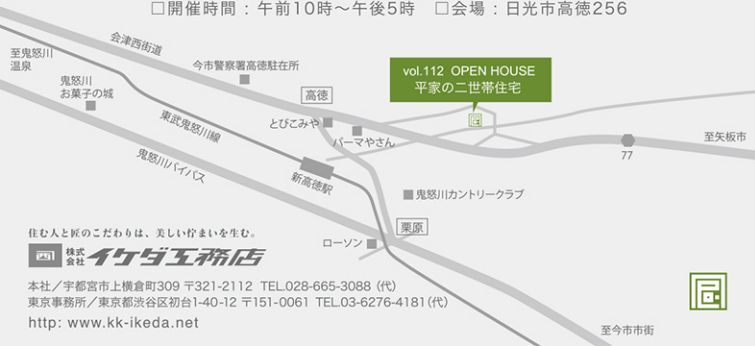 □開催時間：午前10時〜午後5時　□会場：日光市高徳256
会津西街道
至鬼怒川
温泉
今市警察署高徳駐在所
vol.112 OPEN HOUSE
平家の二世帯住宅
鬼怒川
お菓子の城
高徳
とびこみや
パーマやさん
東武鬼怒川線
至矢板市
77
鬼怒川バイパス
新高徳駅
鬼怒川カントリークラブ
栗原
ローソン
住む人と匠のこだわりは、美しい佇まいを生む。
株式
会社
イケダ工務店
本社／宇都宮市上横倉町309 〒321-2112 TEL.028-665-3088（代）
東京事務所／東京都渋谷区初台1-40-12 〒151-0061 TEL.03-6276-4181（代）
http: www.kk-ikeda.net
至今市市街